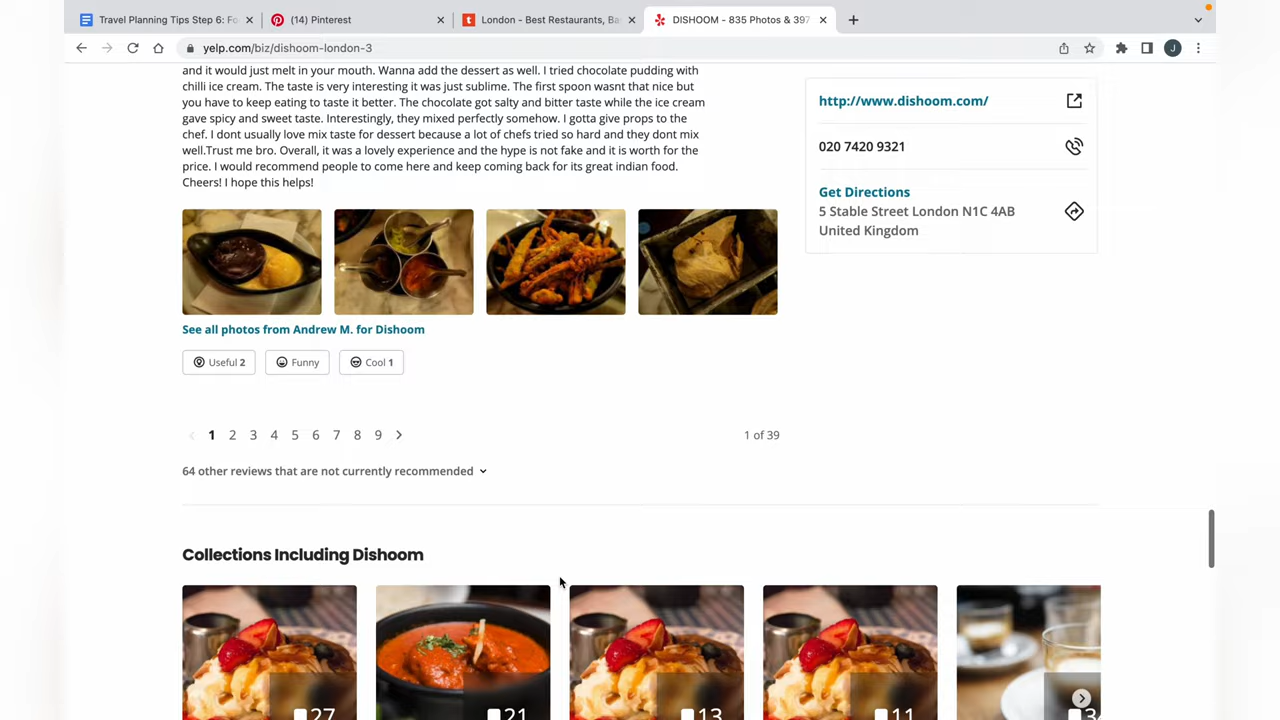 Travel Planning Tips Step 6: Fo
(14) Pinterest
London - Best Restaurants, Ba
DISHOOM - 835 Photos & 397
yelp.com/biz/dishoom-london-3
J
and it would just melt in your mouth. Wanna add the dessert as well. I tried chocolate pudding with
chilli ice cream. The taste is very interesting it was just sublime. The first spoon wasnt that nice but
you have to keep eating to taste it better. The chocolate got salty and bitter taste while the ice cream
gave spicy and sweet taste. Interestingly, they mixed perfectly somehow. I gotta give props to the
chef. I dont usually love mix taste for dessert because a lot of chefs tried so hard and they dont mix
well.Trust me bro. Overall, it was a lovely experience and the hype is not fake and it is worth for the
price. I would recommend people to come here and keep coming back for its great indian food.
Cheers! I hope this helps!
http://www.dishoom.com/
020 7420 9321
Get Directions
5 Stable Street London N1C 4AB
United Kingdom
See all photos from Andrew M. for Dishoom
Useful 2
Funny
Cool 1
1 2 3 4 5 6 7 8 9
1 of 39
64 other reviews that are not currently recommended
Collections Including Dishoom
27
21
13
11
3